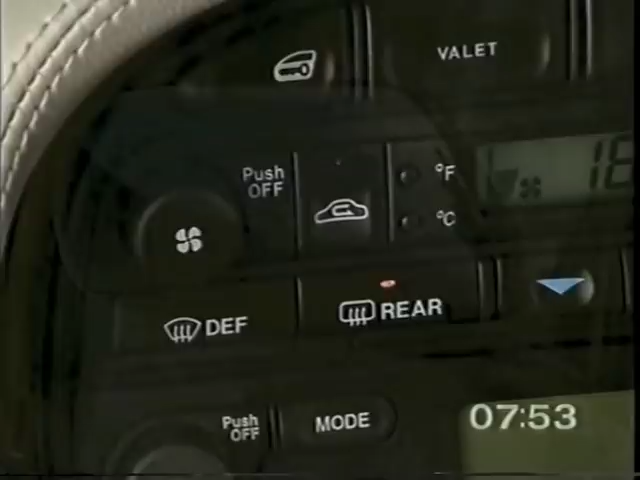 VALET
Push
OFF
°F
°C
DEF
REAR
Push
OFF
MODE
07:53